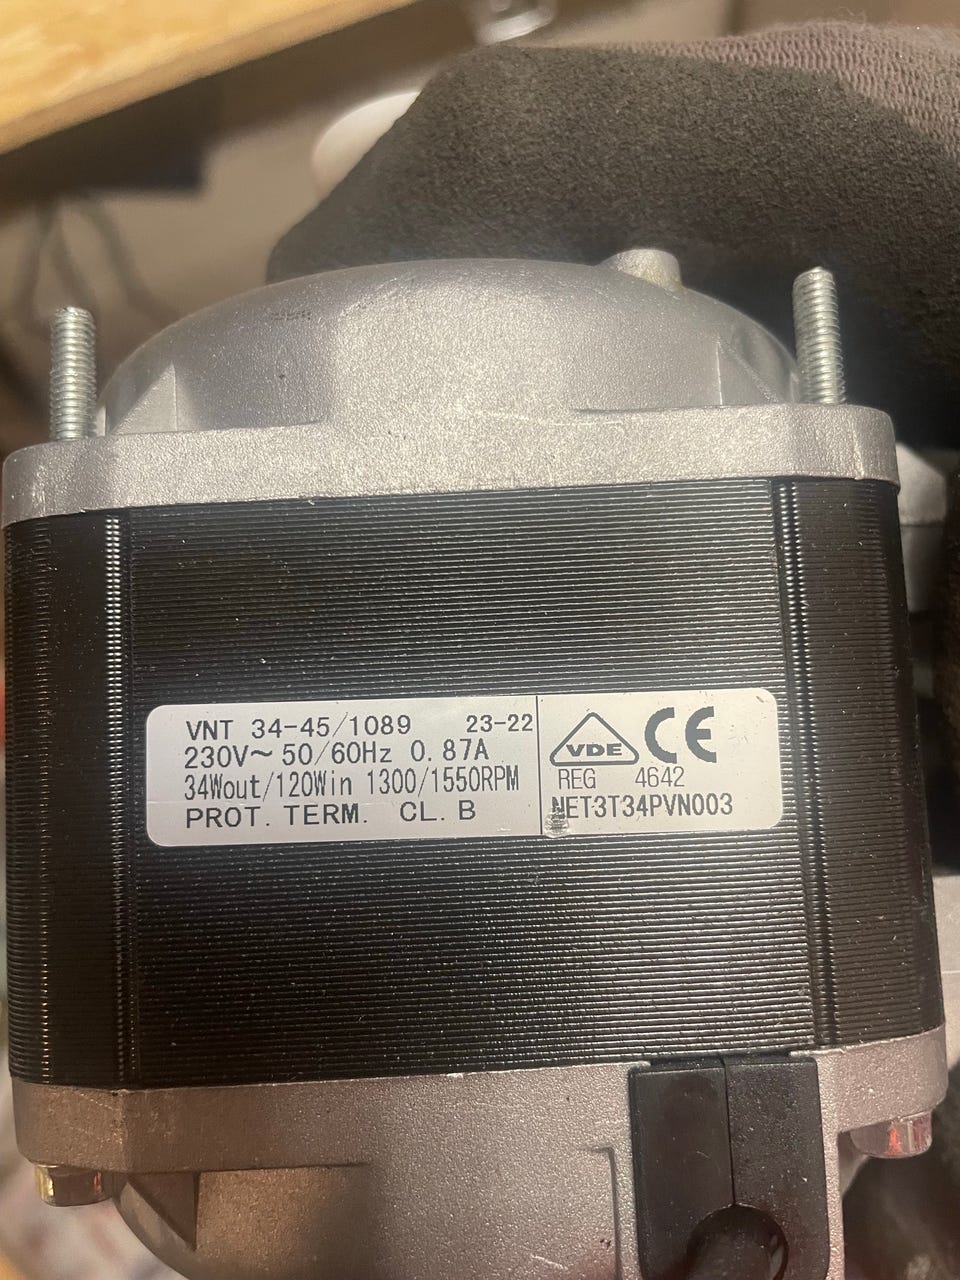 VNT 34-45/1089 23-22
230V~ 50/60Hz 0.87A
34Wout/120Win 1300/1550RPM
PROT. TERM. CL. B
VDE CE
REG 4642
NET3T34PVN003